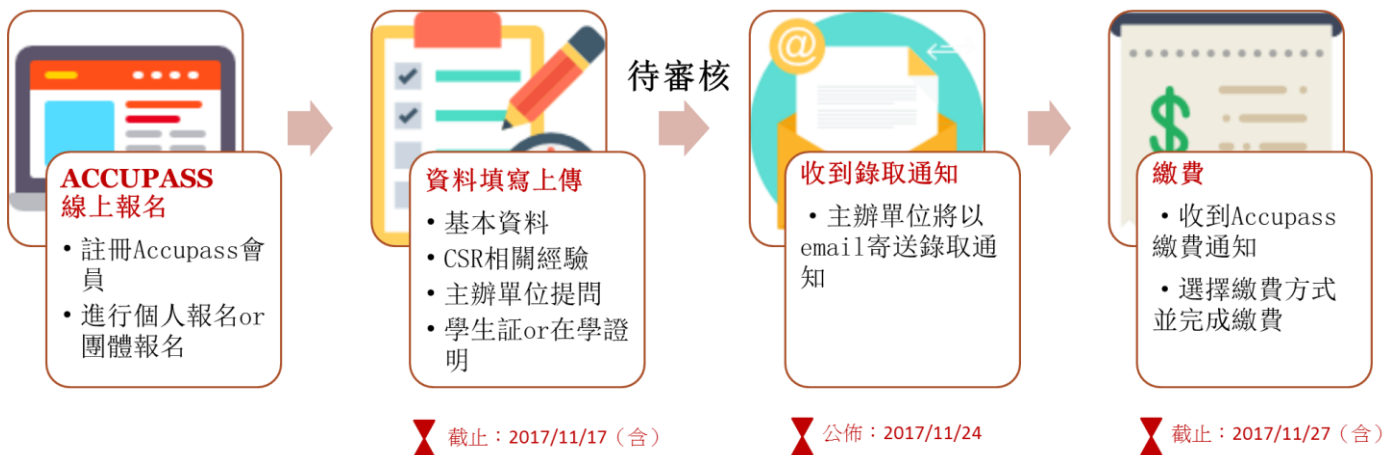 ACCUPASS
線上報名
• 註冊Accupass會
員
• 進行個人報名or
團體報名
資料填寫上傳
• 基本資料
• CSR相關經驗
• 主辦單位提問
• 學生証or在學證
明
截止：2017/11/17（含）
待審核
@
收到錄取通知
• 主辦單位將以
email寄送錄取通
知
公佈：2017/11/24
$
繳費
• 收到Accupass
繳費通知
• 選擇繳費方式
並完成繳費
截止：2017/11/27（含）